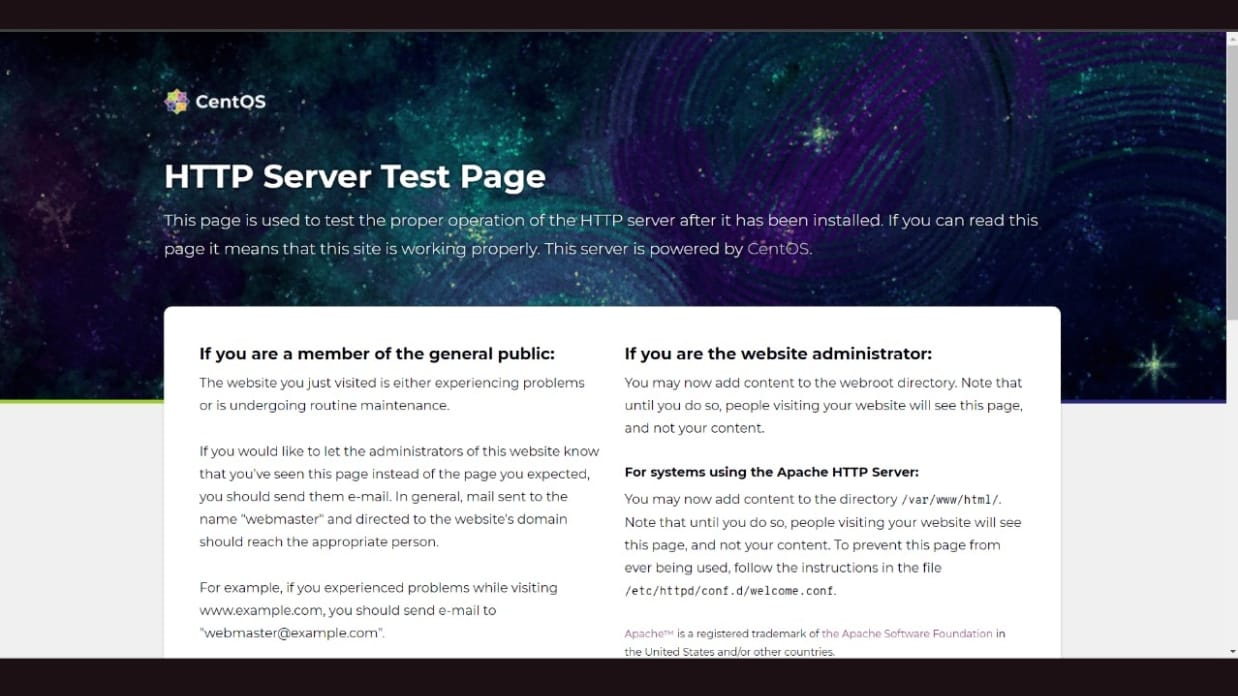 CentOS
HTTP Server Test Page
This page is used to test the proper operation of the HTTP server after it has been installed. If you can read this
page it means that this site is working properly. This server is powered by CentOS.
If you are a member of the general public:
The website you just visited is either experiencing problems
or is undergoing routine maintenance.
If you would like to let the administrators of this website know
that you've seen this page instead of the page you expected,
you should send them e-mail. In general, mail sent to the
name "webmaster" and directed to the website's domain
should reach the appropriate person.
For example, if you experienced problems while visiting
www.example.com, you should send e-mail to
"webmaster@example.com".
If you are the website administrator:
You may now add content to the webroot directory. Note that
until you do so, people visiting your website will see this page,
and not your content.
For systems using the Apache HTTP Server:
You may now add content to the directory /var/www/html/.
Note that until you do so, people visiting your website will see
this page, and not your content. To prevent this page from
ever being used, follow the instructions in the file
/etc/httpd/conf.d/welcome.conf.
Apache™ is a registered trademark of the Apache Software Foundation in
the United States and/or other countries.